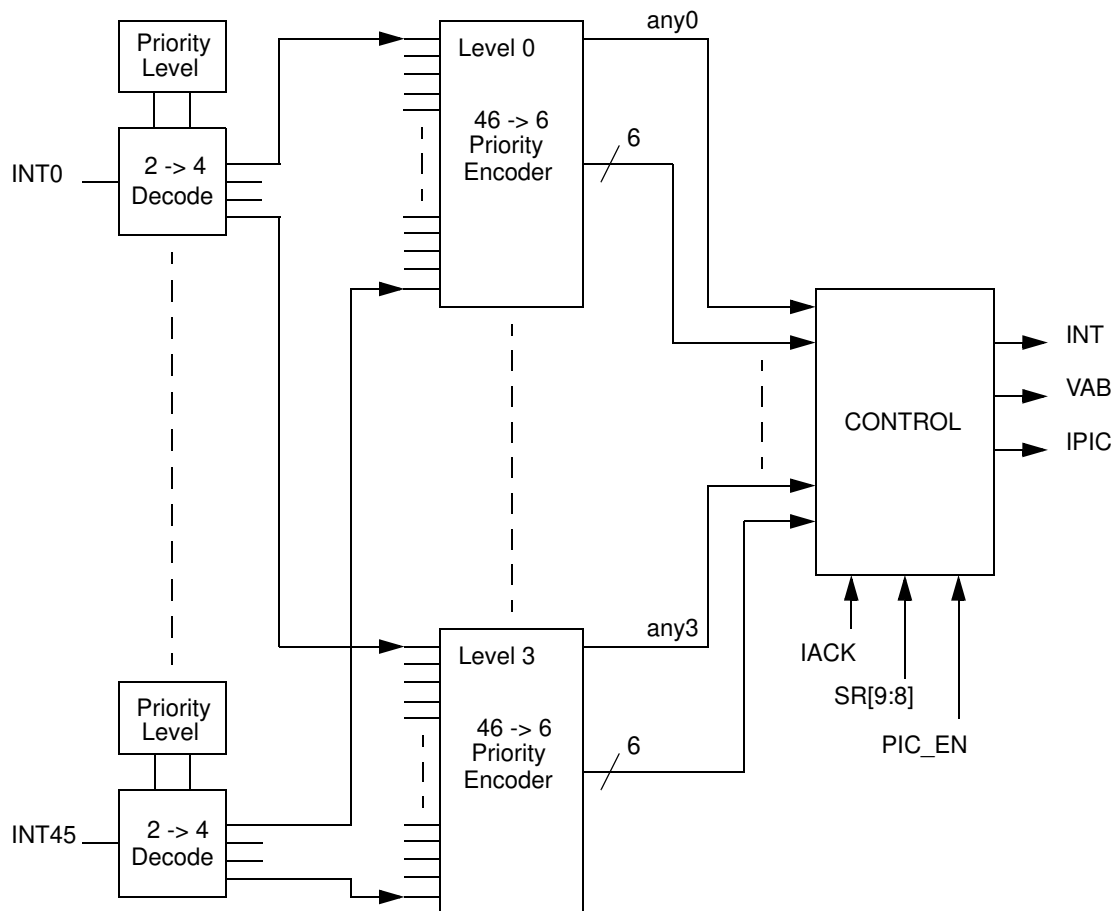 Priority
Level
any0
Level 0
46 -> 6
Priority
Encoder
6
2 -> 4
Decode
INT0
INT
VAB
IPIC
CONTROL
any3
Level 3
IACK
SR[9:8]
PIC_EN
Priority
Level
46 -> 6
Priority
Encoder
6
2 -> 4
Decode
INT45